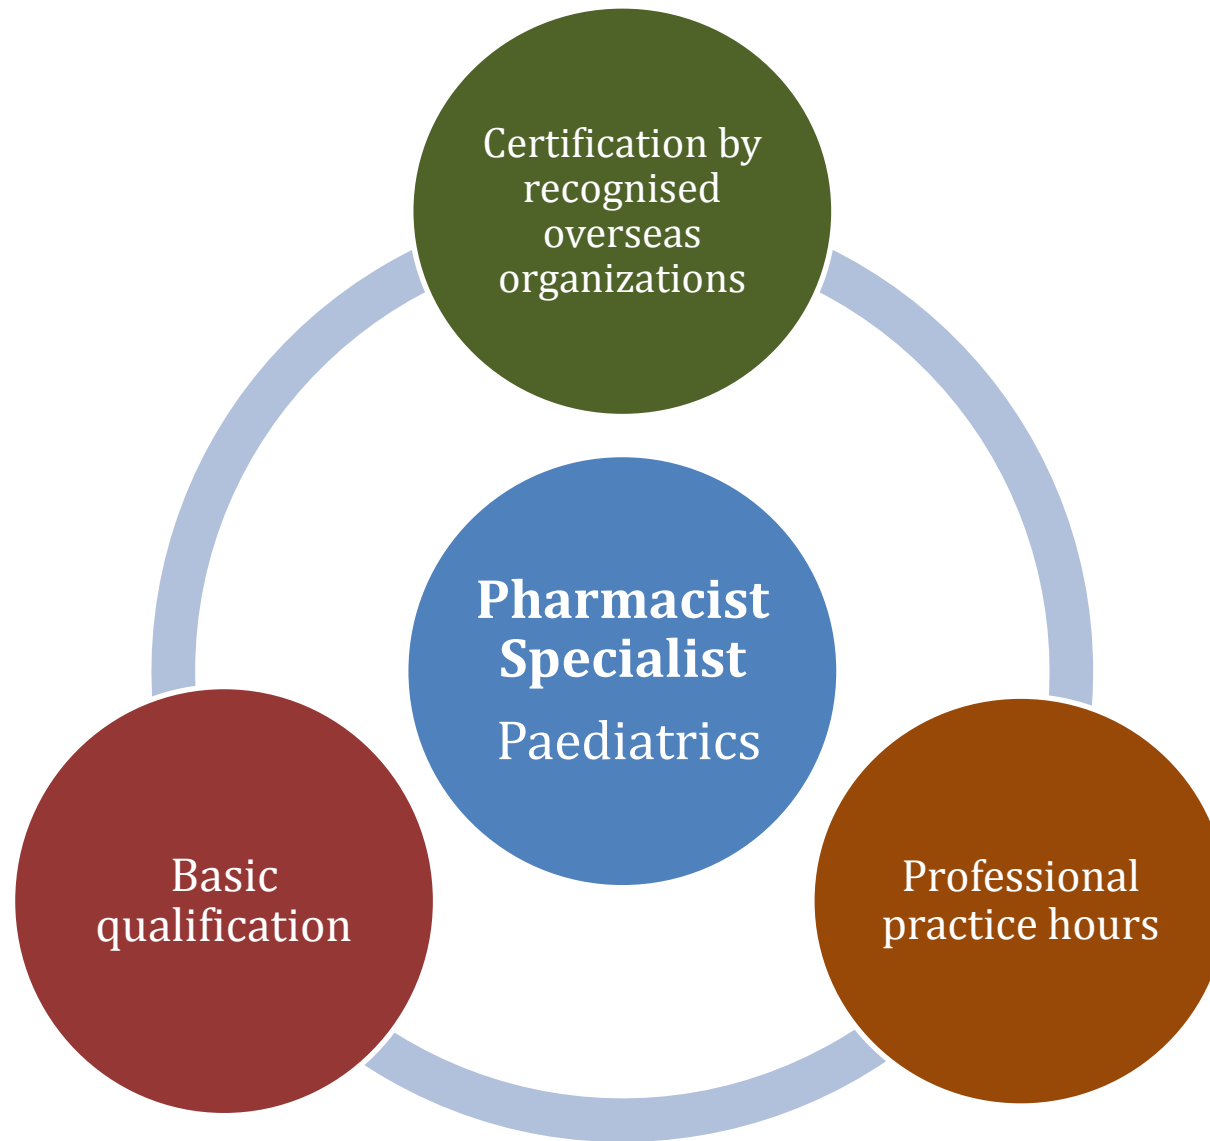 Certification by
recognised
overseas
organizations
Pharmacist
Specialist
Paediatrics
Basic
qualification
Professional
practice hours